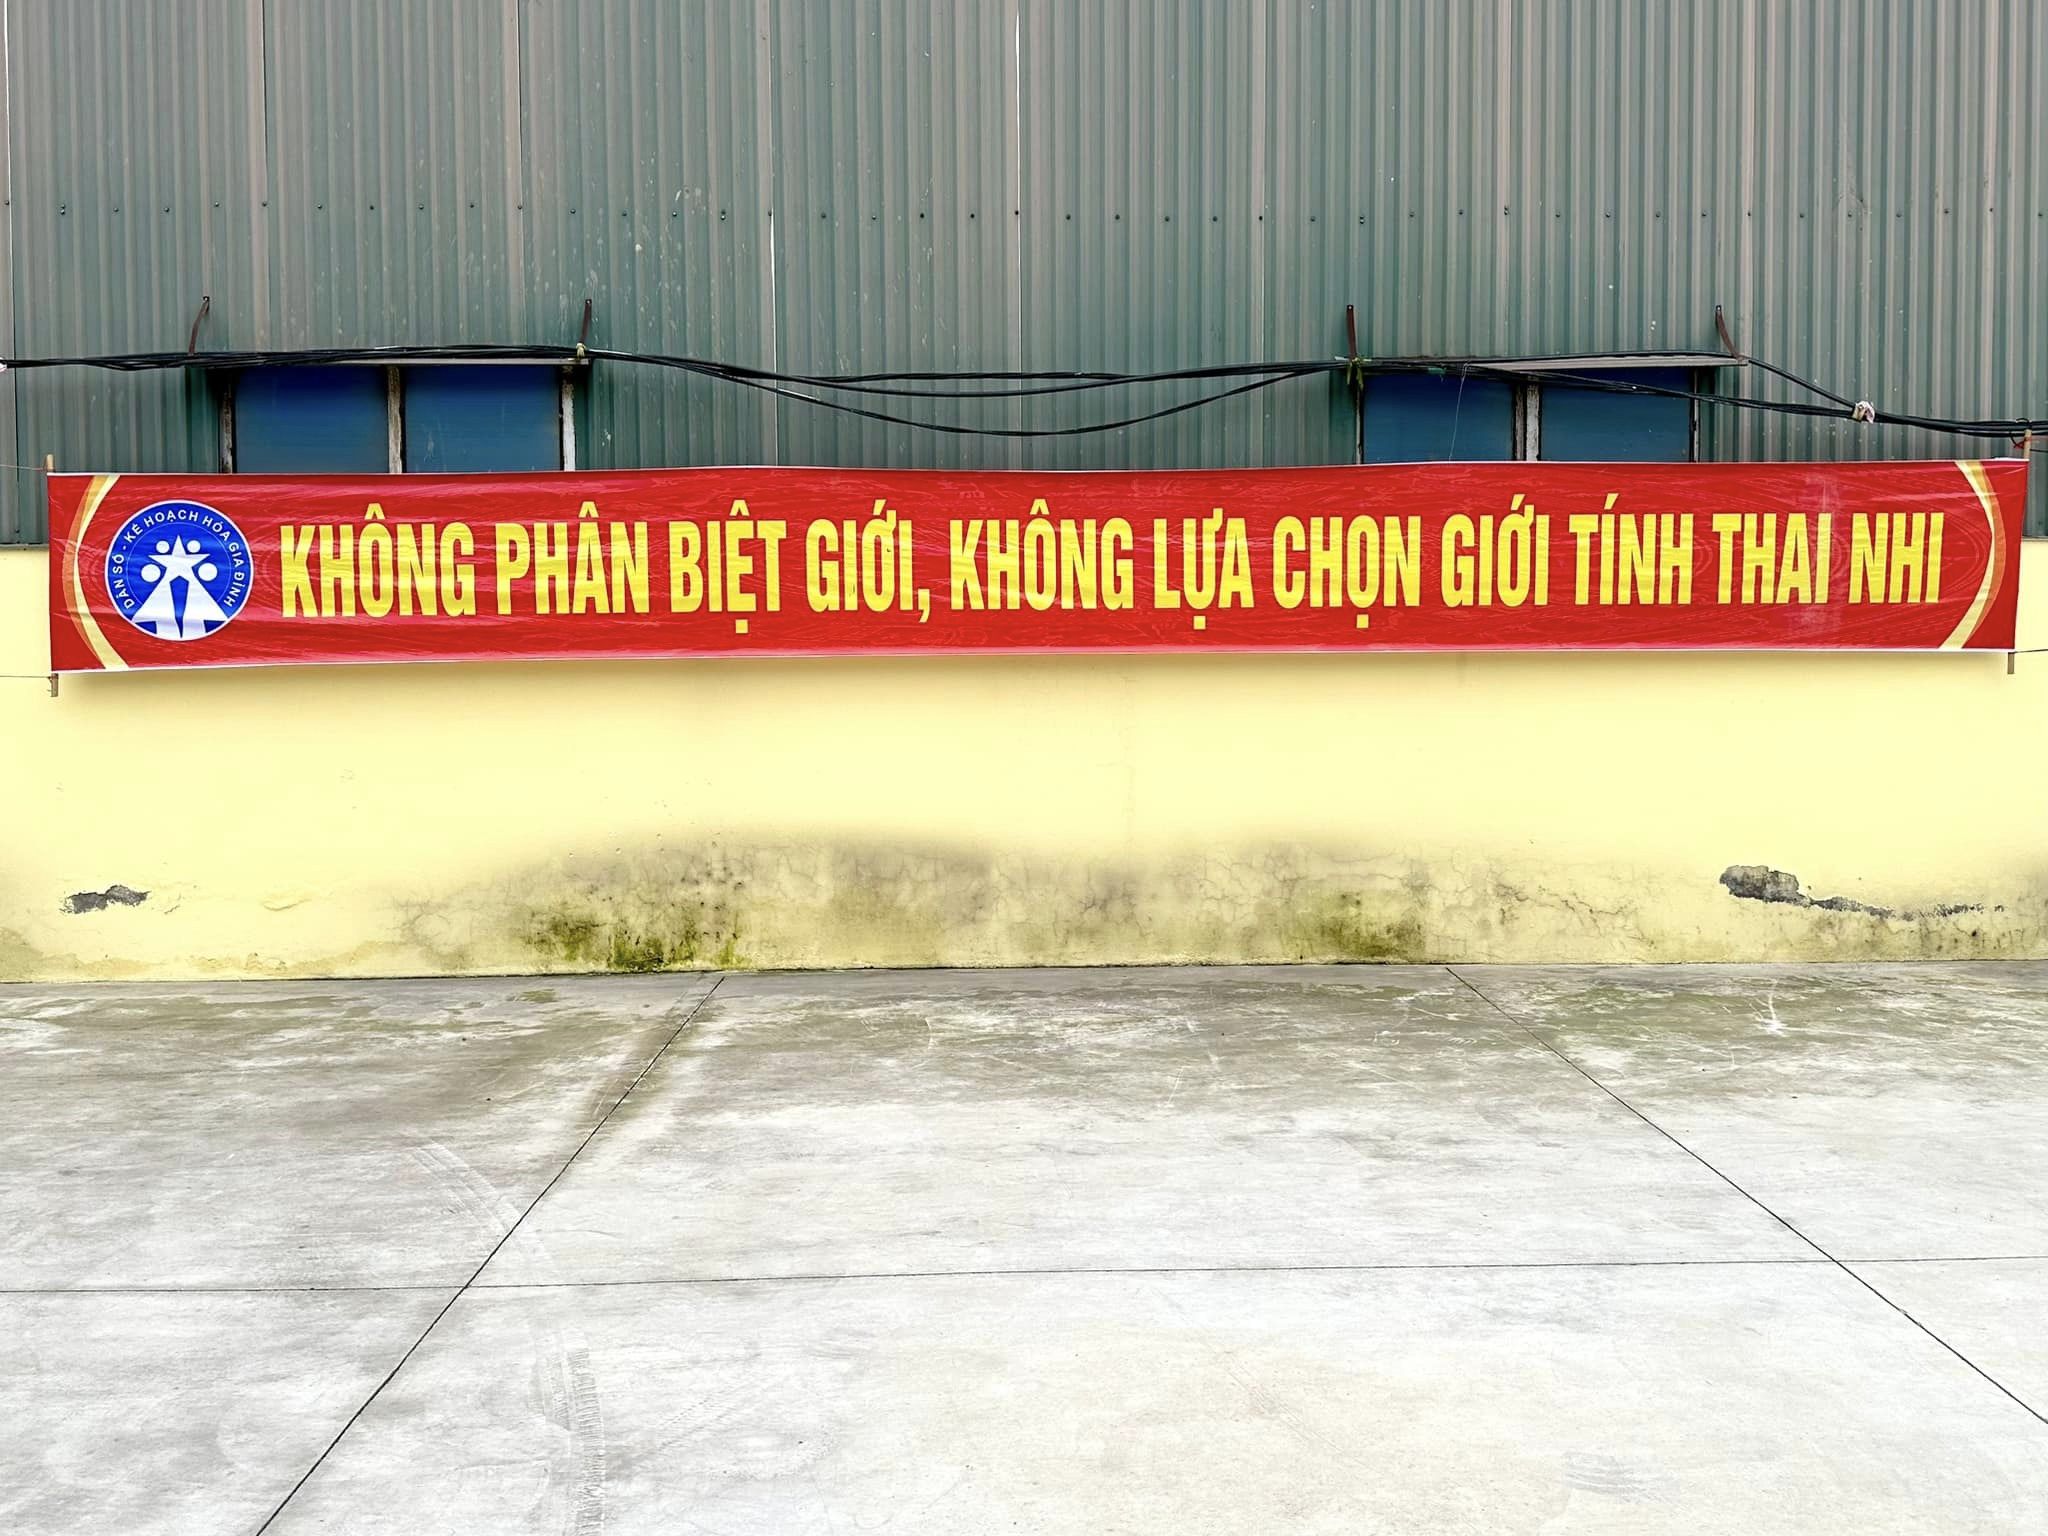 DÂN SỐ - KẾ HOẠCH HÓA GIA ĐÌNH
KHÔNG PHÂN BIỆT GIỚI, KHÔNG LỰA CHỌN GIỚI TÍNH THAI NHI